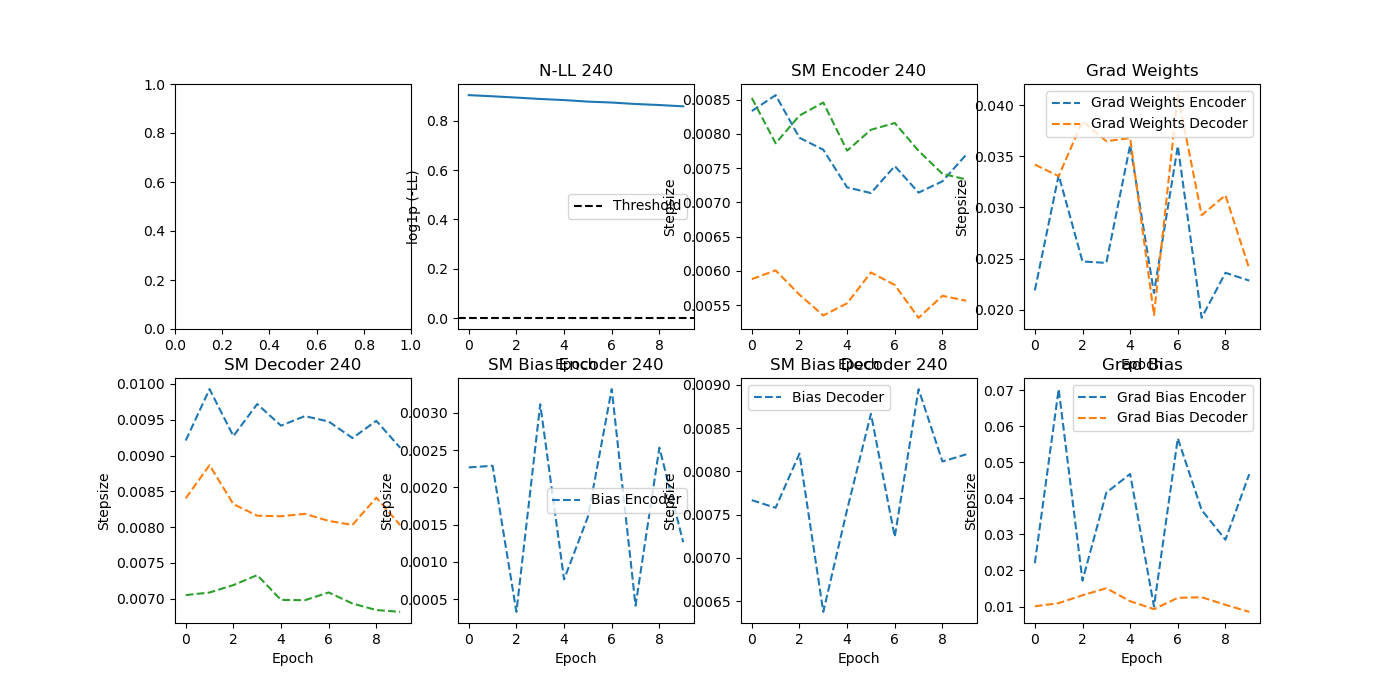 N-LL 240
SM Encoder 240
Grad Weights
1.0
0.8
0.6
0.4
0.2
0.0
0.0 0.2 0.4 0.6 0.8 1.0
log1p (-LL)
0.8
0.6
0.4
0.2
0.0
Threshold
0 2 4 6 8
Epoch
Stepsize
0.0085
0.0080
0.0075
0.0070
0.0065
0.0060
0.0055
0 2 4 6 8
Epoch
Stepsize
0.040
0.035
0.030
0.025
0.020
Grad Weights Encoder
Grad Weights Decoder
0 2 4 6 8
Epoch
SM Decoder 240
SM Bias Encoder 240
SM Bias Decoder 240
Grad Bias
Stepsize
0.0100
0.0095
0.0090
0.0085
0.0080
0.0075
0.0070
0 2 4 6 8
Epoch
Stepsize
0.0030
0.0025
0.0020
0.0015
0.0010
0.0005
Bias Encoder
0 2 4 6 8
Epoch
Stepsize
0.0090
0.0085
0.0080
0.0075
0.0070
0.0065
Bias Decoder
0 2 4 6 8
Epoch
Stepsize
0.07
0.06
0.05
0.04
0.03
0.02
0.01
Grad Bias Encoder
Grad Bias Decoder
0 2 4 6 8
Epoch